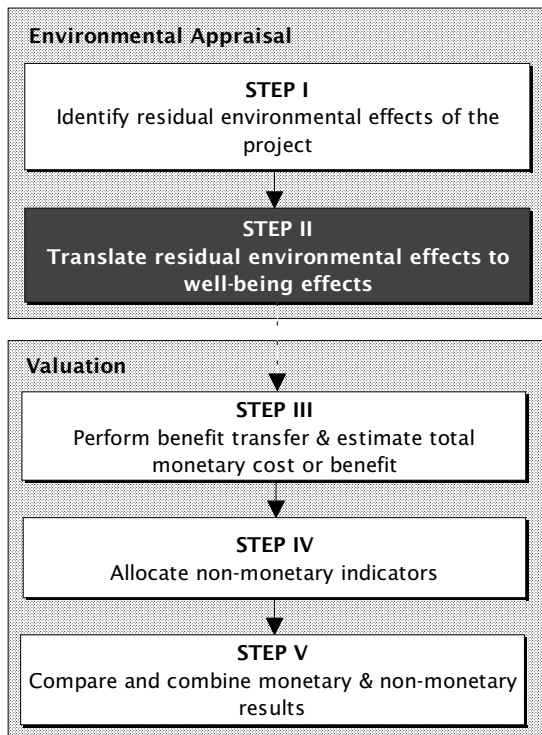 Environmental Appraisal
STEP I
Identify residual environmental effects of the
project
STEP II
Translate residual environmental effects to
well-being effects
Valuation
STEP III
Perform benefit transfer & estimate total
monetary cost or benefit
STEP IV
Allocate non-monetary indicators
STEP V
Compare and combine monetary & non-monetary
results